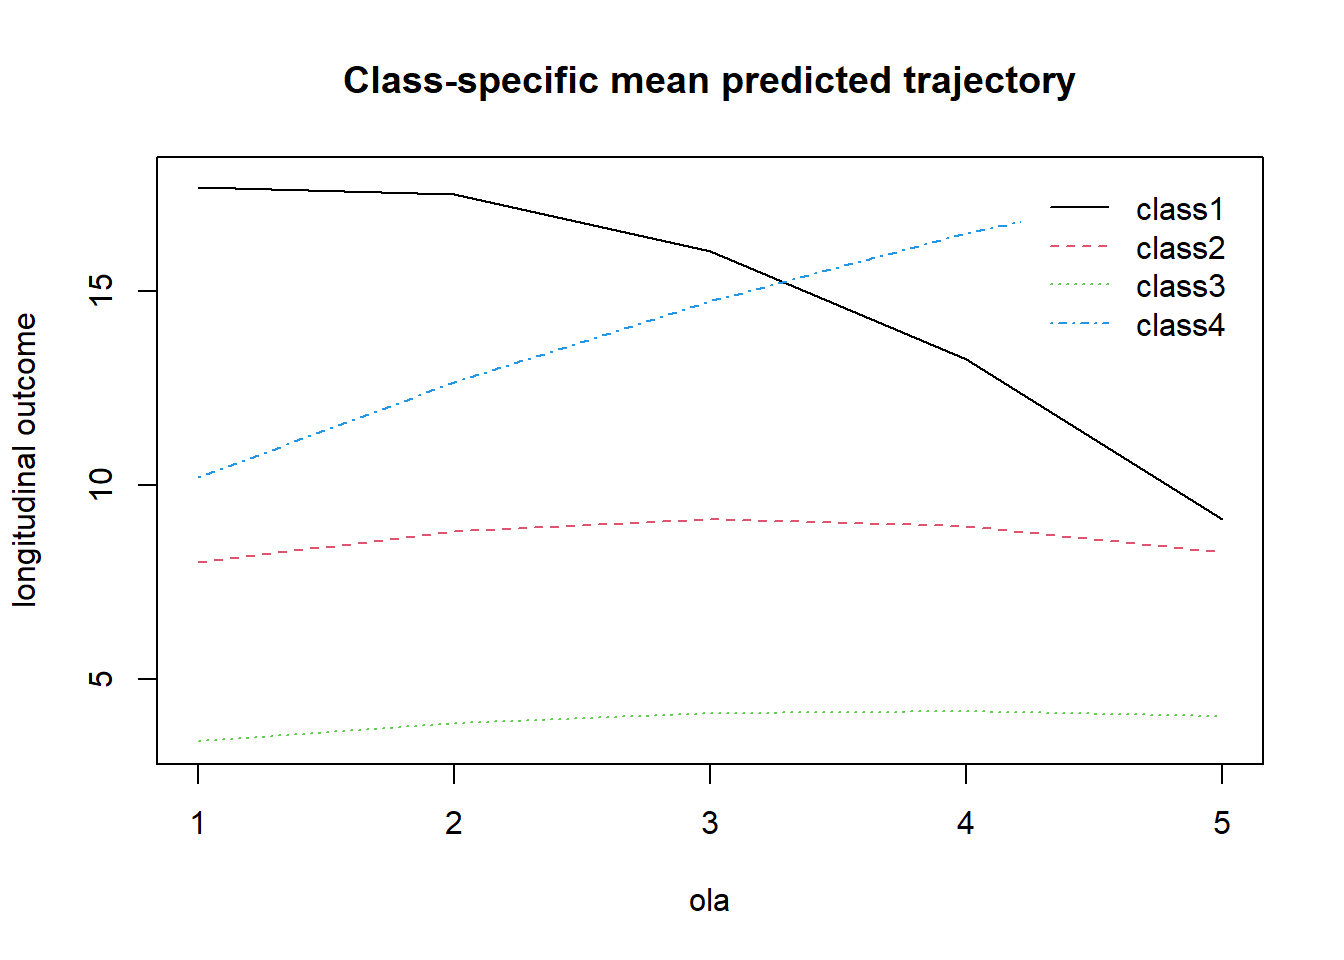 Class-specific mean predicted trajectory
longitudinal outcome
15
10
5
class1
class2
class3
class4
1 2 3 4 5
ola